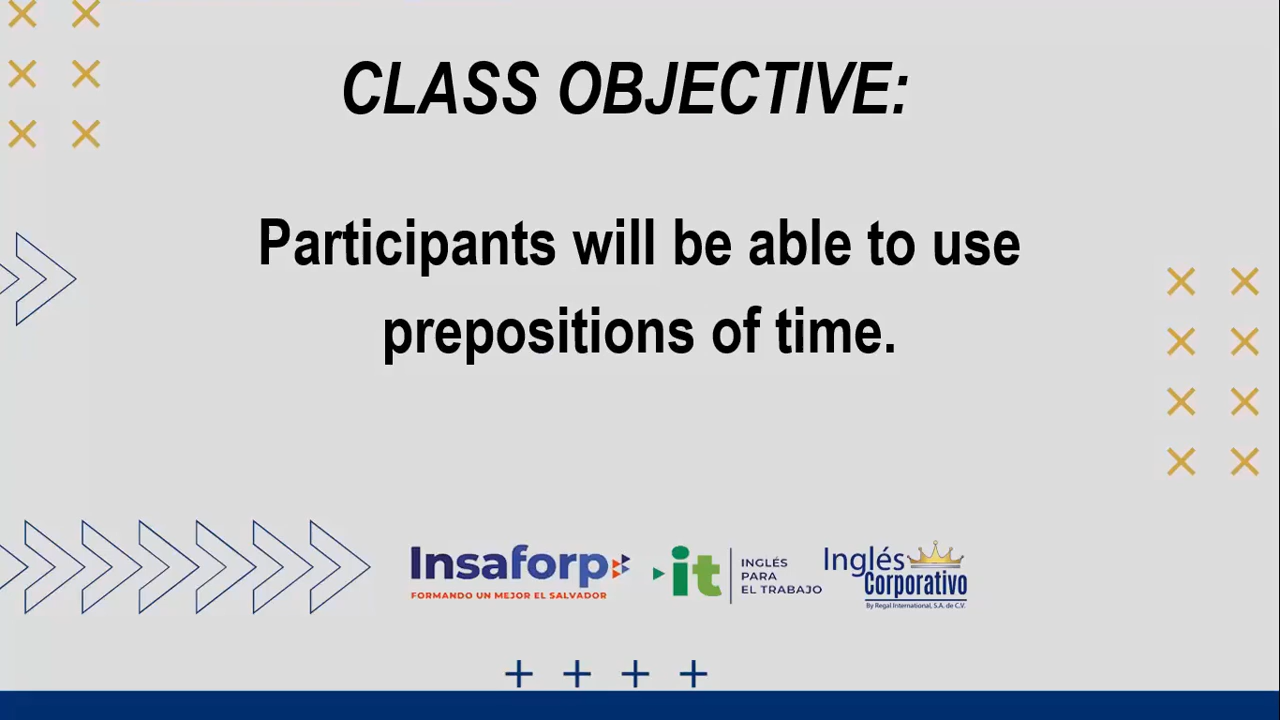 CLASS OBJECTIVE:
Participants will be able to use
prepositions of time.
Insaforp
FORMANDO UN MEJOR EL SALVADOR
it
INGLÉS
PARA
EL TRABAJO
Inglés
Corporativo
By Regal International, S.A. de C.V.